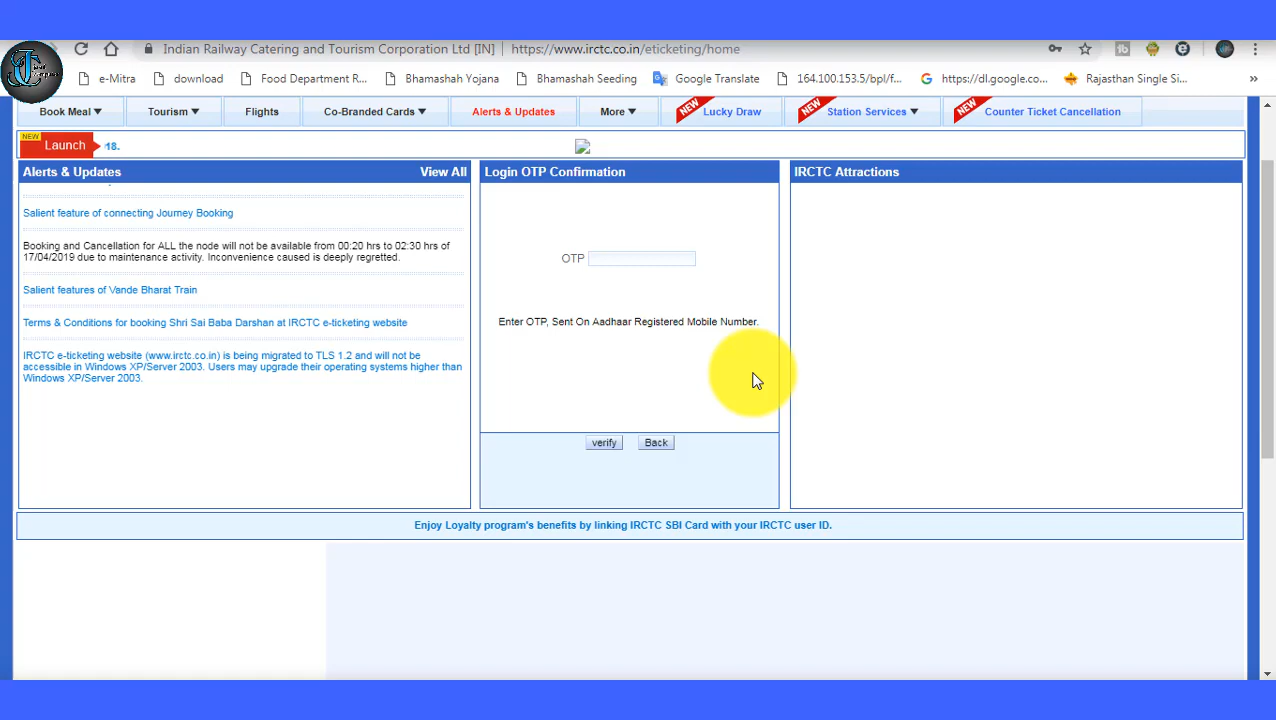 Indian Railway Catering and Tourism Corporation Ltd [IN] https://www.irctc.co.in/eticketing/home
e-Mitra download Food Department R... Bhamashah Yojana Bhamashah Seeding Google Translate 164.100.153.5/bpl/f... https://dl.google.co... Rajasthan Single Si... »
Book Meal Tourism Flights Co-Branded Cards Alerts & Updates More NEW Lucky Draw NEW Station Services NEW Counter Ticket Cancellation
NEW
Launch 18.
Alerts & Updates View All
Salient feature of connecting Journey Booking
Booking and Cancellation for ALL the node will not be available from 00:20 hrs to 02:30 hrs of
17/04/2019 due to maintenance activity. Inconvenience caused is deeply regretted.
Salient features of Vande Bharat Train
Terms & Conditions for booking Shri Sai Baba Darshan at IRCTC e-ticketing website
IRCTC e-ticketing website (www.irctc.co.in) is being migrated to TLS 1.2 and will not be
accessible in Windows XP/Server 2003. Users may upgrade their operating systems higher than
Windows XP/Server 2003.
Login OTP Confirmation
OTP
Enter OTP, Sent On Aadhaar Registered Mobile Number.
verify Back
IRCTC Attractions
Enjoy Loyalty program's benefits by linking IRCTC SBI Card with your IRCTC user ID.